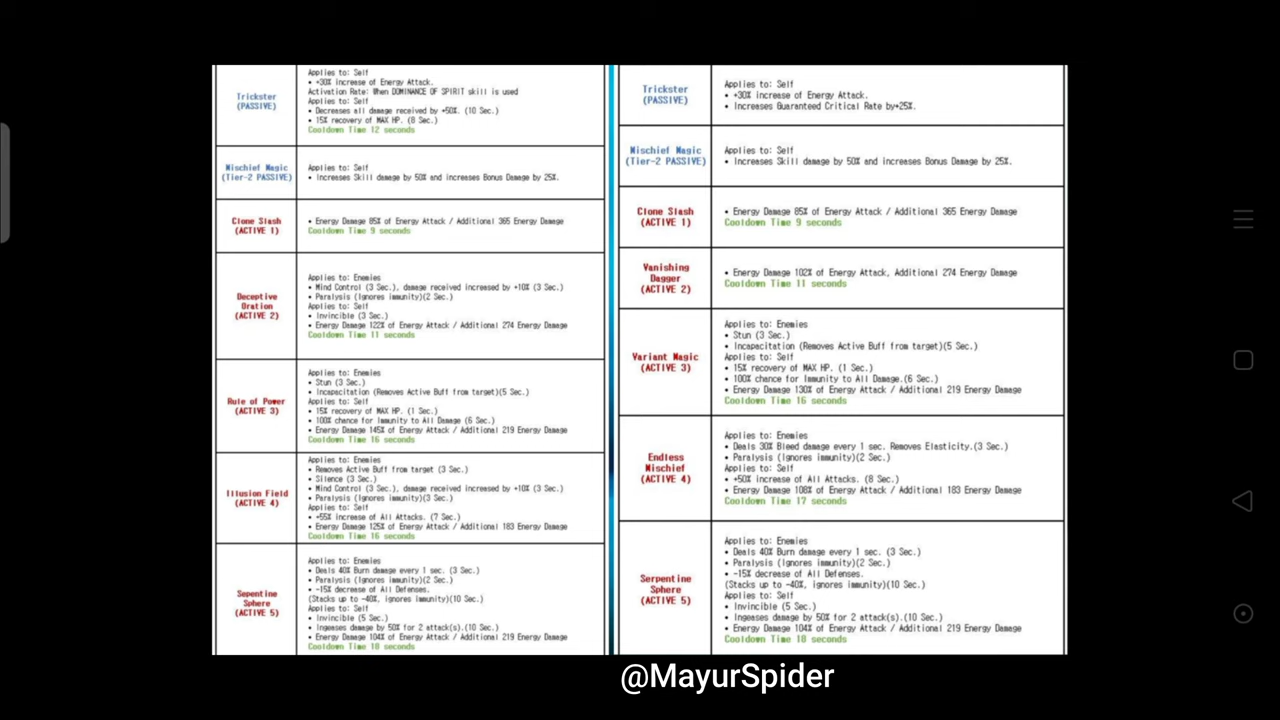 Trickster
(PASSIVE)
Applies to: Self
• +30% increase of Energy Attack.
Activation Rate: When DOMINANCE OF SPIRIT skill is used
Applies to: Self
• Decreases all damage received by +50%. (10 Sec.)
• 15% recovery of MAX HP. (8 Sec.)
Cooldown Time 12 seconds
Mischief Magic
(Tier-2 PASSIVE)
Applies to: Self
• Increases Skill damage by 50% and increases Bonus Damage by 25%.
Clone Slash
(ACTIVE 1)
• Energy Damage 85% of Energy Attack / Additional 365 Energy Damage
Cooldown Time 9 seconds
Deceptive
Oration
(ACTIVE 2)
Applies to: Enemies
• Mind Control (3 Sec.), damage received increased by +10% (3 Sec.)
• Paralysis (Ignores immunity)(2 Sec.)
Applies to: Self
• Invincible (3 Sec.)
• Energy Damage 122% of Energy Attack / Additional 274 Energy Damage
Cooldown Time 11 seconds
Rule of Power
(ACTIVE 3)
Applies to: Enemies
• Stun (3 Sec.)
• Incapacitation (Removes Active Buff from target)(5 Sec.)
Applies to: Self
• 15% recovery of MAX HP. (1 Sec.)
• 100% chance for Immunity to All Damage (6 Sec.)
• Energy Damage 145% of Energy Attack / Additional 219 Energy Damage
Cooldown Time 16 seconds
Illusion Field
(ACTIVE 4)
Applies to: Enemies
• Removes Active Buff from target (3 Sec.)
• Silence (3 Sec.)
• Mind Control (3 Sec.), damage received increased by +10% (3 Sec.)
• Paralysis (Ignores immunity)(3 Sec.)
Applies to: Self
• +55% increase of All Attacks. (7 Sec.)
• Energy Damage 125% of Energy Attack / Additional 183 Energy Damage
Cooldown Time 16 seconds
Sepentine
Sphere
(ACTIVE 5)
Applies to: Enemies
• Deals 40% Burn damage every 1 sec. (3 Sec.)
• Paralysis (Ignores immunity)(2 Sec.)
• -15% decrease of All Defenses.
(Stacks up to -40%, ignores immunity)(10 Sec.)
Applies to: Self
• Invincible (5 Sec.)
• Ingeases damage by 50% for 2 attack(s).(10 Sec.)
• Energy Damage 104% of Energy Attack / Additional 219 Energy Damage
Cooldown Time 18 seconds
Trickster
(PASSIVE)
Applies to: Self
• +30% increase of Energy Attack.
• Increases Guaranteed Critical Rate by+25%.
Mischief Magic
(Tier-2 PASSIVE)
Applies to: Self
• Increases Skill damage by 50% and increases Bonus Damage by 25%.
Clone Slash
(ACTIVE 1)
• Energy Damage 85% of Energy Attack / Additional 365 Energy Damage
Cooldown Time 9 seconds
Vanishing
Dagger
(ACTIVE 2)
• Energy Damage 102% of Energy Attack, Additional 274 Energy Damage
Cooldown Time 11 seconds
Variant Magic
(ACTIVE 3)
Applies to: Enemies
• Stun (3 Sec.)
• Incapacitation (Removes Active Buff from target)(5 Sec.)
Applies to: Self
• 15% recovery of MAX HP. (1 Sec.)
• 100% chance for Immunity to All Damage.(6 Sec.)
• Energy Damage 130% of Energy Attack / Additional 219 Energy Damage
Cooldown Time 16 seconds
Endless
Mischief
(ACTIVE 4)
Applies to: Enemies
• Deals 30% Bleed damage every 1 sec. Removes Elasticity.(3 Sec.)
• Paralysis (Ignores immunity)(2 Sec.)
Applies to: Self
• +50% increase of All Attacks. (8 Sec.)
• Energy Damage 108% of Energy Attack / Additional 183 Energy Damage
Cooldown Time 17 seconds
Serpentine
Sphere
(ACTIVE 5)
Applies to: Enemies
• Deals 40% Burn damage every 1 sec. (3 Sec.)
• Paralysis (Ignores immunity)(2 Sec.)
• -15% decrease of All Defenses.
(Stacks up to -40%, ignores immunity)(10 Sec.)
Applies to: Self
• Invincible (5 Sec.)
• Ingeases damage by 50% for 2 attack(s).(10 Sec.)
• Energy Damage 104% of Energy Attack / Additional 219 Energy Damage
Cooldown Time 18 seconds
@MayurSpider